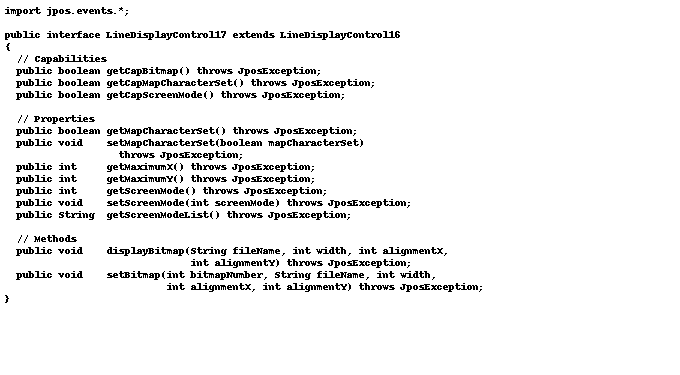 import jpos.events.*;

public interface LineDisplayControl17 extends LineDisplayControl16
{
  // Capabilities
  public boolean getCapBitmap() throws JposException;
  public boolean getCapMapCharacterSet() throws JposException;
  public boolean getCapScreenMode() throws JposException;

  // Properties
  public boolean getMapCharacterSet() throws JposException;
  public void    setMapCharacterSet(boolean mapCharacterSet)
                   throws JposException;
  public int     getMaximumX() throws JposException;
  public int     getMaximumY() throws JposException;
  public int     getScreenMode() throws JposException;
  public void    setScreenMode(int screenMode) throws JposException;
  public String  getScreenModeList() throws JposException;

  // Methods
  public void    displayBitmap(String fileName, int width, int alignmentX,
                               int alignmentY) throws JposException;
  public void    setBitmap(int bitmapNumber, String fileName, int width,
                           int alignmentX, int alignmentY) throws JposException;
}